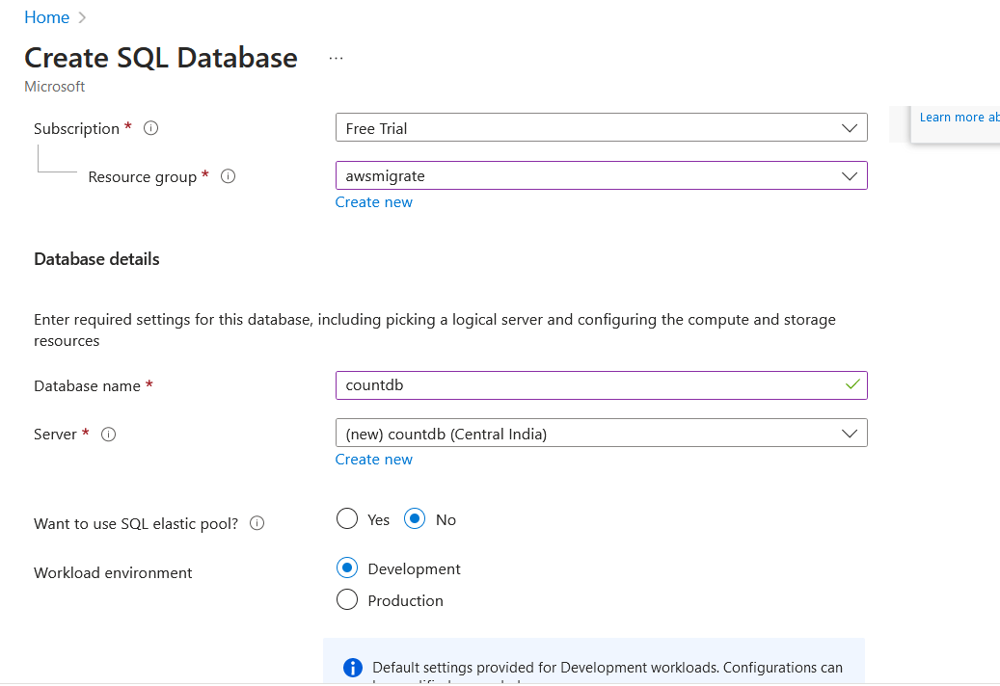 Home
Create SQL Database ...
Microsoft
Learn more ab
Subscription * Free Trial
Resource group * awsmigrate
Create new
Database details
Enter required settings for this database, including picking a logical server and configuring the compute and storage
resources
Database name * countdb
Server * (new) countdb (Central India)
Create new
Want to use SQL elastic pool? Yes No
Workload environment Development
Production
Default settings provided for Development workloads. Configurations can